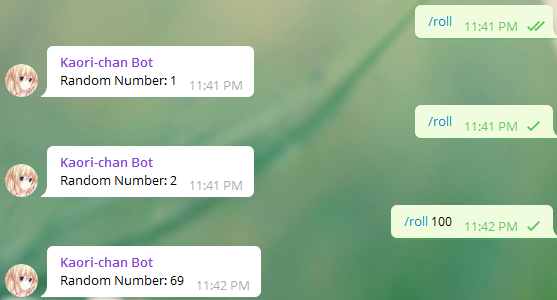 /roll 11:41 PM
Kaori-chan Bot
Random Number: 1 11:41 PM
/roll 11:41 PM
Kaori-chan Bot
Random Number: 2 11:41 PM
/roll 100 11:42 PM
Kaori-chan Bot
Random Number: 69 11:42 PM